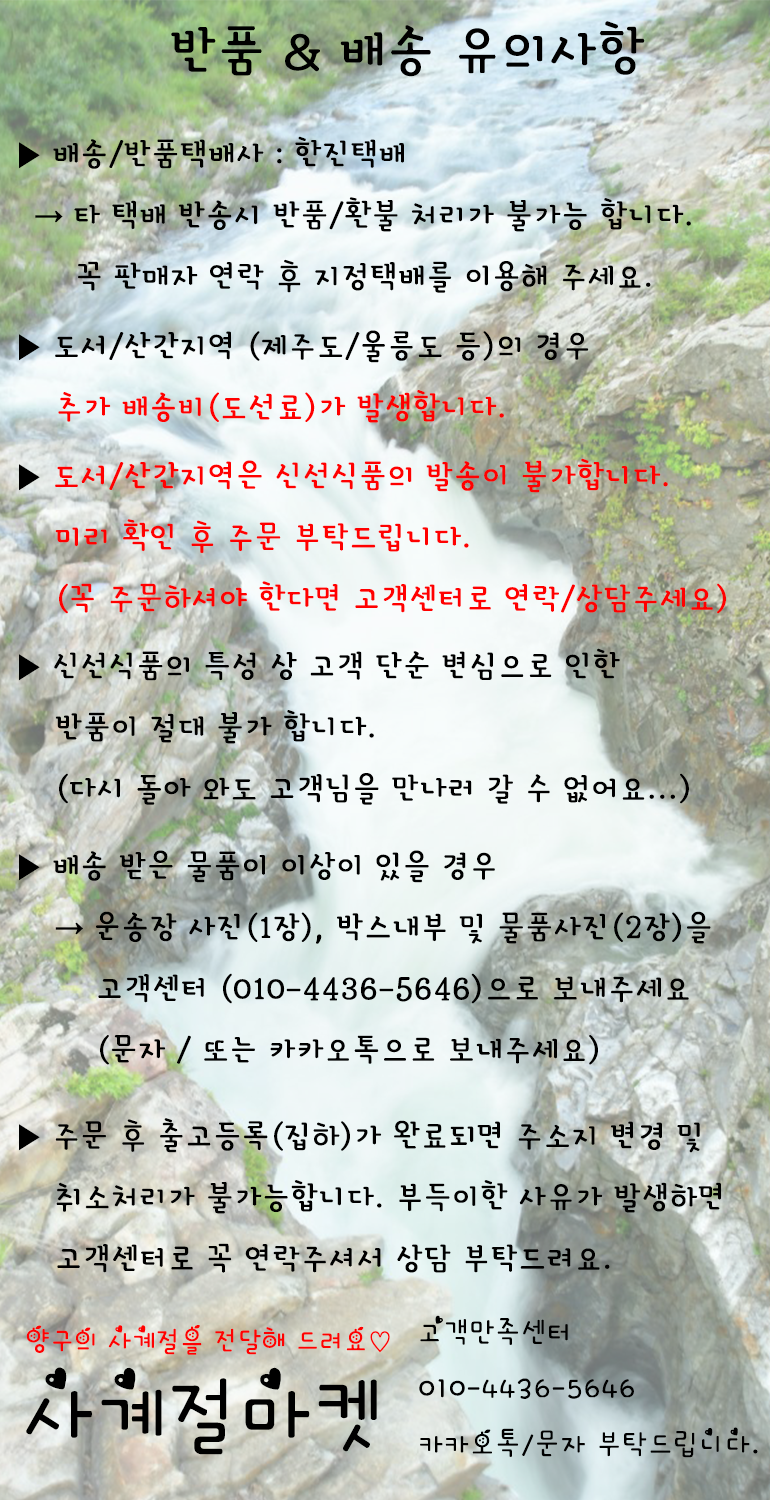 반품 & 배송 유의사항
▶ 배송/반품택배사 : 한진택배
→ 타 택배 반송시 반품/환불 처리가 불가능 합니다.
꼭 판매자 연락 후 지정택배를 이용해 주세요.
▶ 도서/산간지역 (제주도/울릉도 등)의 경우
추가 배송비(도선료)가 발생합니다.
▶ 도서/산간지역은 신선식품의 발송이 불가합니다.
미리 확인 후 주문 부탁드립니다.
(꼭 주문하셔야 한다면 고객센터로 연락/상담주세요)
▶ 신선식품의 특성 상 고객 단순 변심으로 인한
반품이 절대 불가 합니다.
(다시 돌아 와도 고객님을 만나러 갈 수 없어요...)
▶ 배송 받은 물품이 이상이 있을 경우
→ 운송장 사진(1장), 박스내부 및 물품사진(2장)을
고객센터 (010-4436-5646)으로 보내주세요
(문자 / 또는 카카오톡으로 보내주세요)
▶ 주문 후 출고등록(집하)가 완료되면 주소지 변경 및
취소처리가 불가능합니다. 부득이한 사유가 발생하면
고객센터로 꼭 연락주셔서 상담 부탁드려요.
양구의 사계절을 전달해 드려요♡
사계절마켓
고객만족센터
010-4436-5646
카카오톡/문자 부탁드립니다.